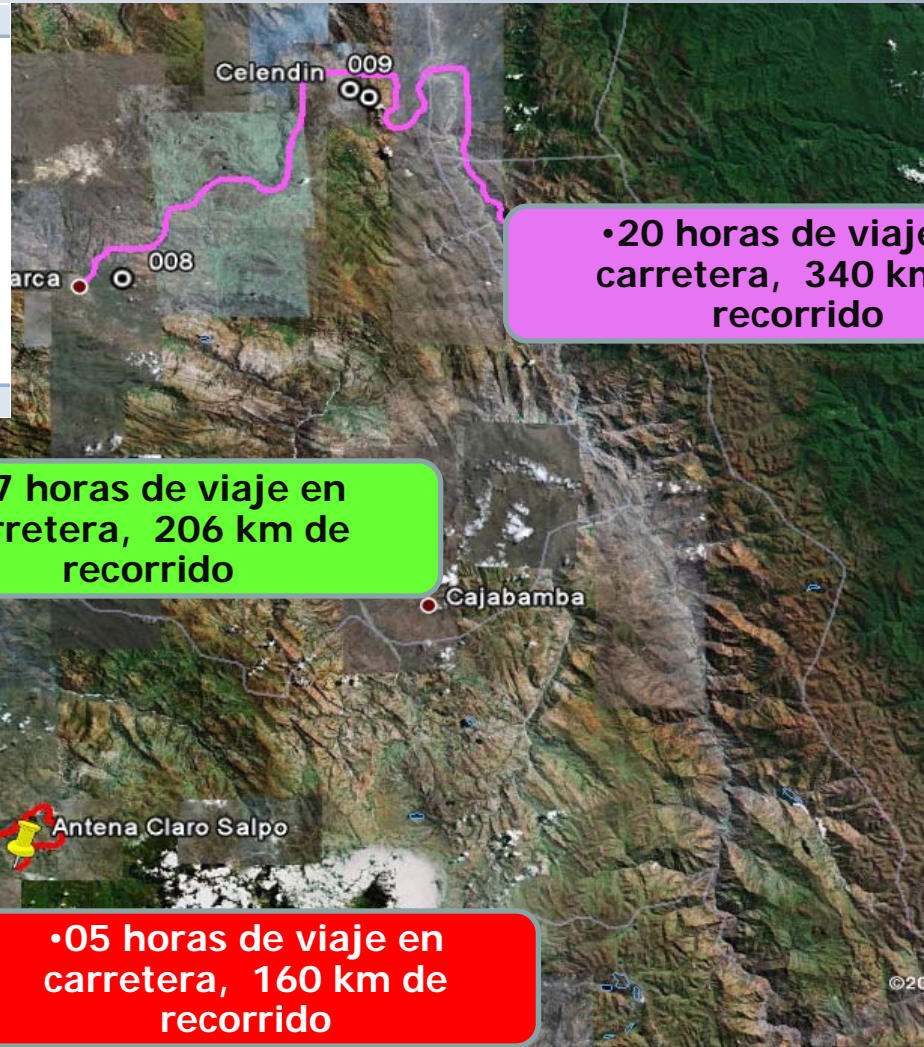 Celendin
009
008
arca
•20 horas de viaje
carretera, 340 km
recorrido
7 horas de viaje en
rretera, 206 km de
recorrido
Cajabamba
Antena Claro Salpo
•05 horas de viaje en
carretera, 160 km de
recorrido
©20